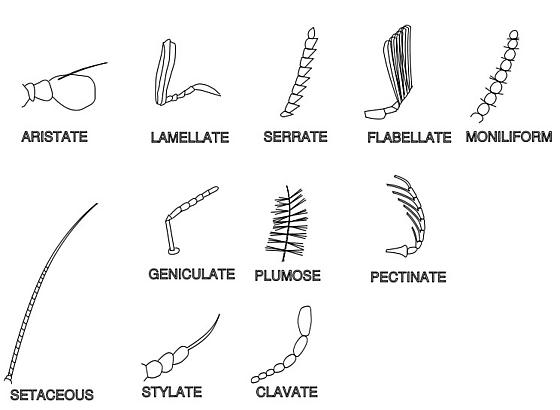 ARISTATE
LAMELLATE
SERRATE
FLABELLATE
MONILIFORM
GENICULATE
PLUMOSE
PECTINATE
SETACEOUS
STYLATE
CLAVATE